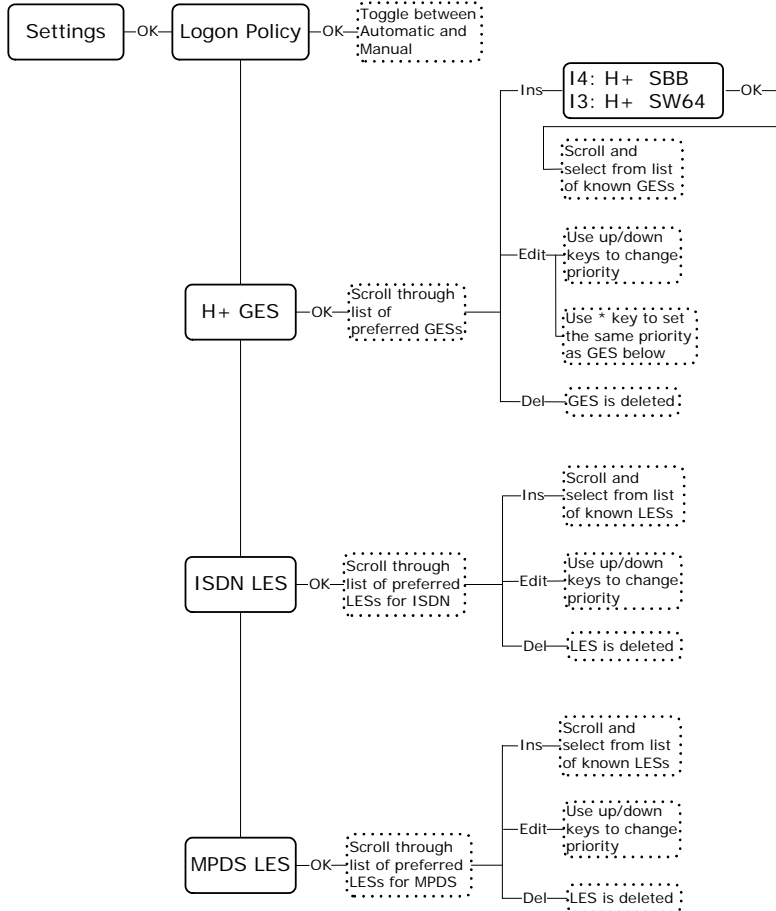 Settings
OK
Logon Policy
OK
Toggle between
Automatic and
Manual
Ins
I4: H+ SBB
I3: H+ SW64
OK
Scroll and
select from list
of known GESs
Edit
Use up/down
keys to change
priority
H+ GES
OK
Scroll through
list of
preferred GESs
Use * key to set
the same priority
as GES below
Del
GES is deleted
Ins
Scroll and
select from list
of known LESs
ISDN LES
OK
Scroll through
list of preferred
LESs for ISDN
Edit
Use up/down
keys to change
priority
Del
LES is deleted
Ins
Scroll and
select from list
of known LESs
Edit
Use up/down
keys to change
priority
MPDS LES
OK
Scroll through
list of preferred
LESs for MPDS
Del
LES is deleted